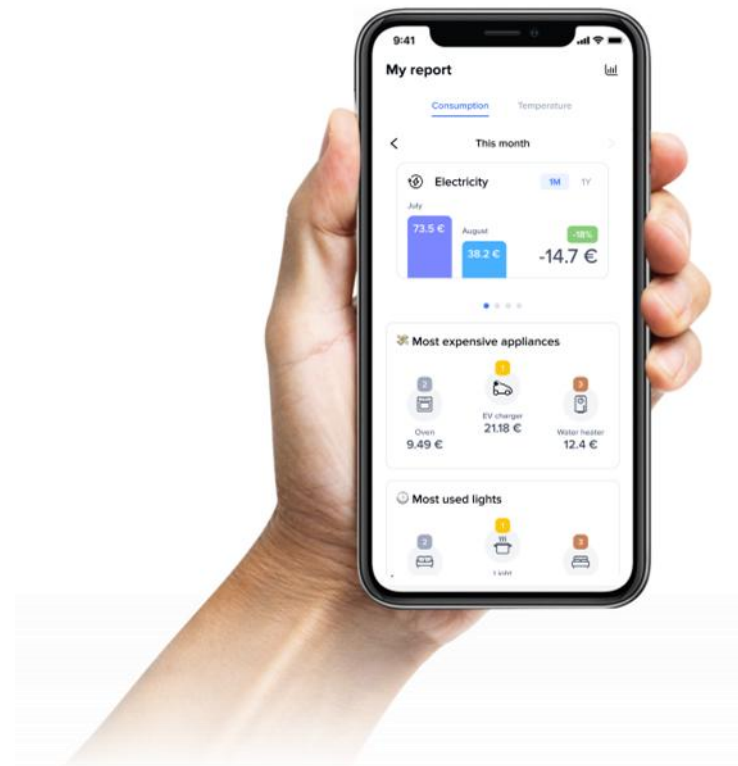 9:41
My report
Consumption Temperature
This month
Electricity 1M 1Y
July
73.5 €
August
38.2 €
-18%
-14.7 €
Most expensive appliances
1
2
3
EV charger
21.18 €
Oven
9.49 €
Water heater
12.4 €
Most used lights
1
2
3
Light